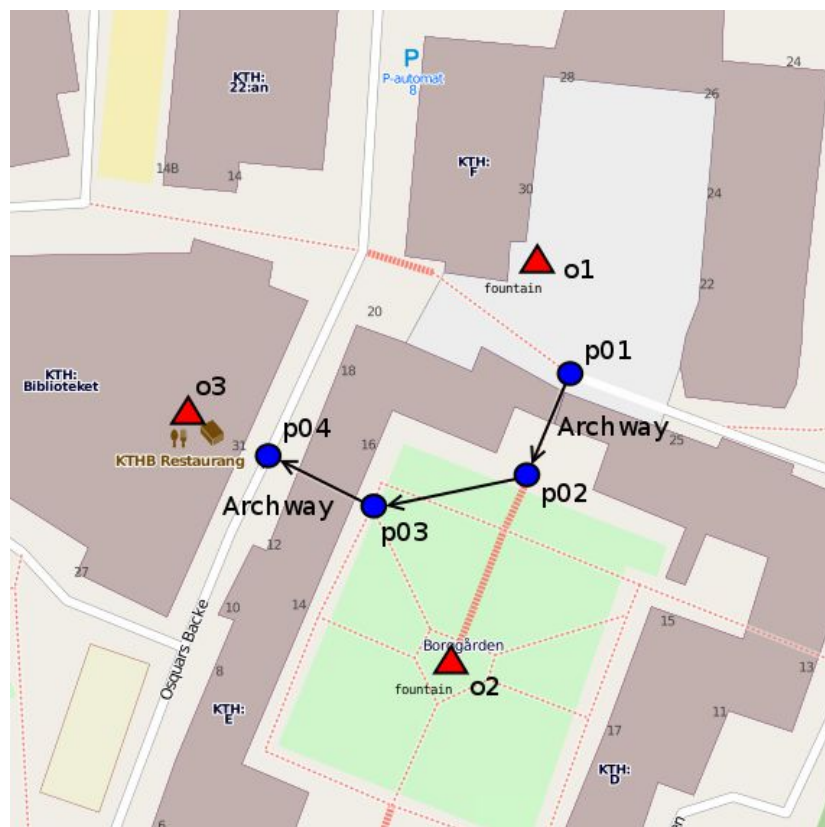 P
P-automat
8
KTH:
22:an
14B
14
KTH:
F
28
24
26
30
24
22
o1
fountain
20
p01
18
KTH:
Biblioteket
o3
p04
Archway
25
31
16
KTHB Restaurang
Archway
p02
p03
12
27
10
14
Borggården
15
Osquars Backe
8
o2
fountain
13
KTH:
E
11
17
KTH:
D
6
en